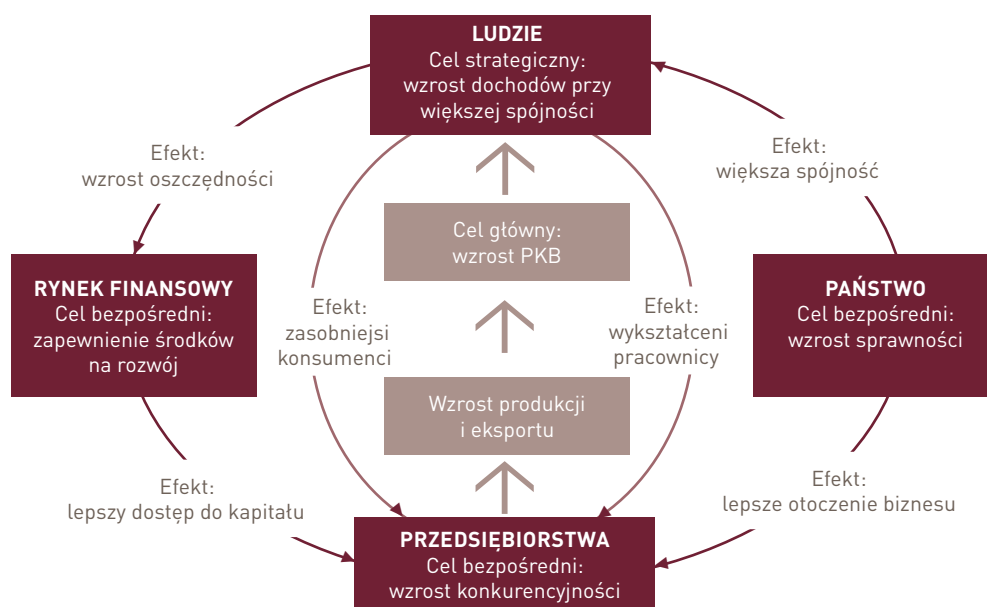 LUDZIE
Cel strategiczny:
wzrost dochodów przy
większej spójności
Efekt:
wzrost oszczędności
Efekt:
większa spójność
Cel główny:
wzrost PKB
RYNEK FINANSOWY
Cel bezpośredni:
zapewnienie środków
na rozwój
Efekt:
zasobniejsi
konsumenci
Efekt:
wykształceni
pracownicy
PAŃSTWO
Cel bezpośredni:
wzrost sprawności
Wzrost produkcji
i eksportu
Efekt:
lepszy dostęp do kapitału
Efekt:
lepsze otoczenie biznesu
PRZEDSIĘBIORSTWA
Cel bezpośredni:
wzrost konkurencyjności